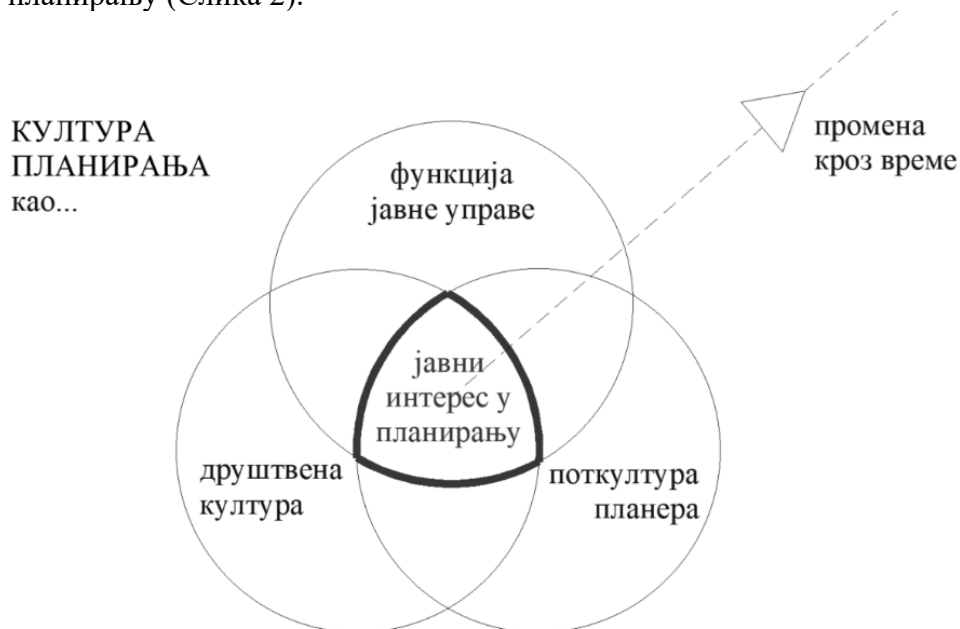 планирању (Слика 2).
КУЛТУРА
ПЛАНИРАЊА
као...
функција
јавне управе
промена
кроз време
јавни
интерес у
планирању
друштвена
култура
поткултура
планера